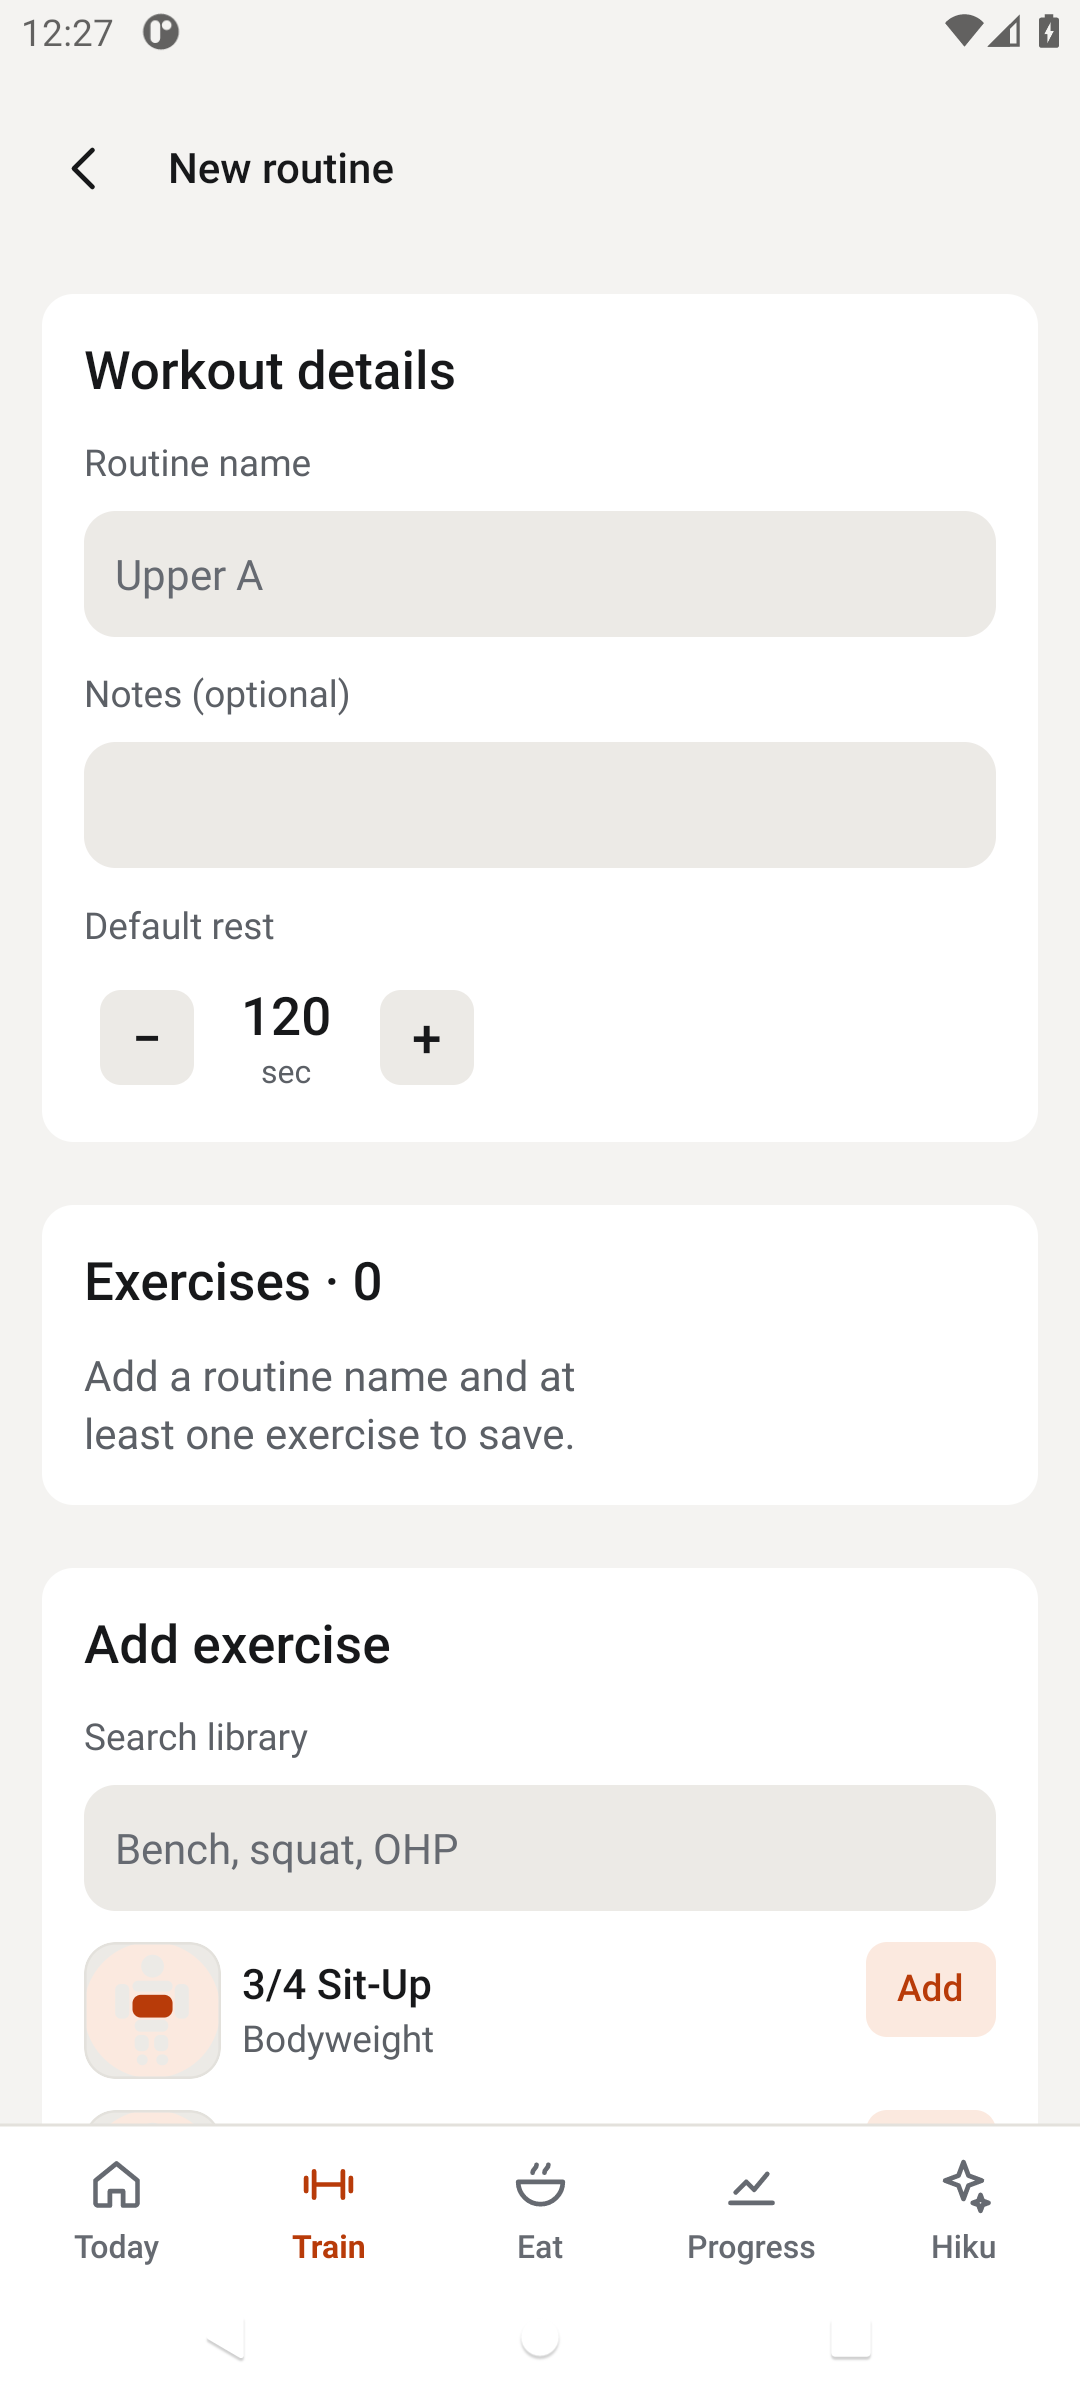 12:27
New routine
Workout details
Routine name
Upper A
Notes (optional)
Default rest
−
120
+
sec
Exercises · 0
Add a routine name and at
least one exercise to save.
Add exercise
Search library
Bench, squat, OHP
3/4 Sit-Up
Add
Bodyweight
Today
Train
Eat
Progress
Hiku